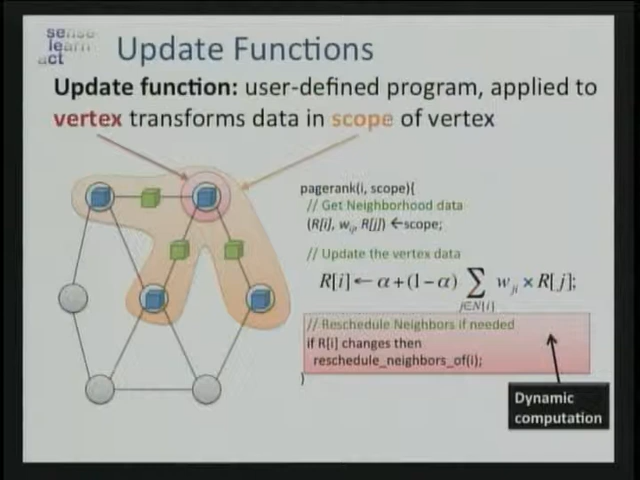 sense
learn
act
Update Functions
Update function: user-defined program, applied to
vertex transforms data in scope of vertex
pagerank(i, scope){
// Get Neighborhood data
(R[i], wij, R[j]) ←scope;
// Update the vertex data
R[i]←α+(1−α) ∑ wji × R[j];
j∈N[i]
// Reschedule Neighbors if needed
if R[i] changes then
reschedule_neighbors_of(i);
}
Dynamic
computation